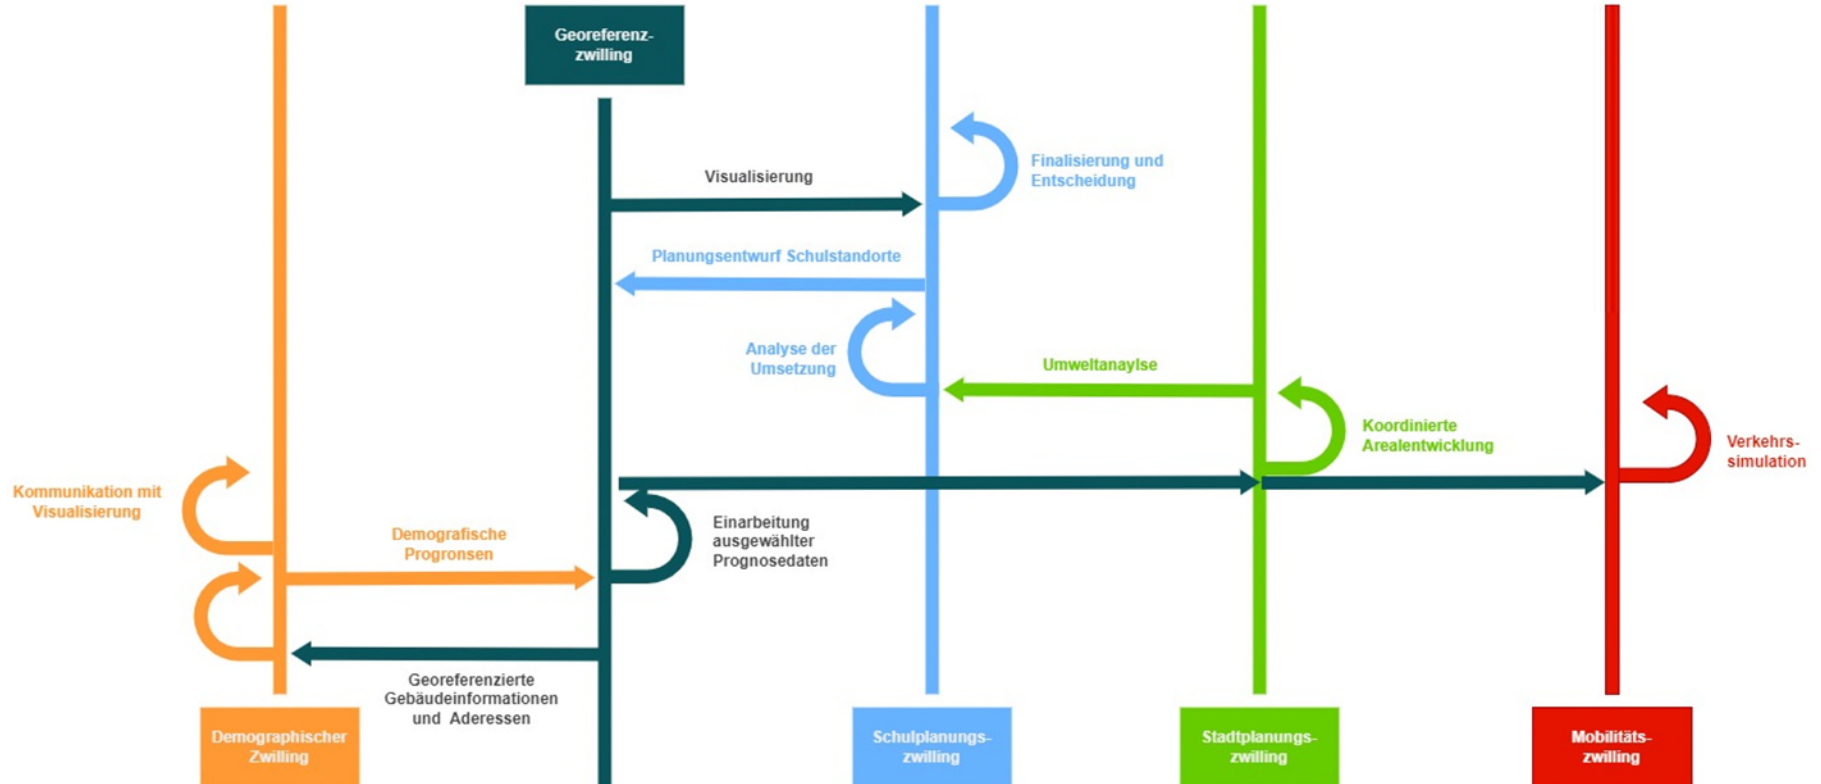 Georeferenz-
zwilling
Visualisierung
Finalisierung und
Entscheidung
Planungsentwurf Schulstandorte
Analyse der
Umsetzung
Umweltanaylse
Koordinierte
Arealentwicklung
Verkehrs-
simulation
Kommunikation mit
Visualisierung
Demografische
Progronsen
Einarbeitung
ausgewählter
Prognosedaten
Georeferenzierte
Gebäudeinformationen
und Aderessen
Demographischer
Zwilling
Schulplanungs-
zwilling
Stadtplanungs-
zwilling
Mobilitäts-
zwilling